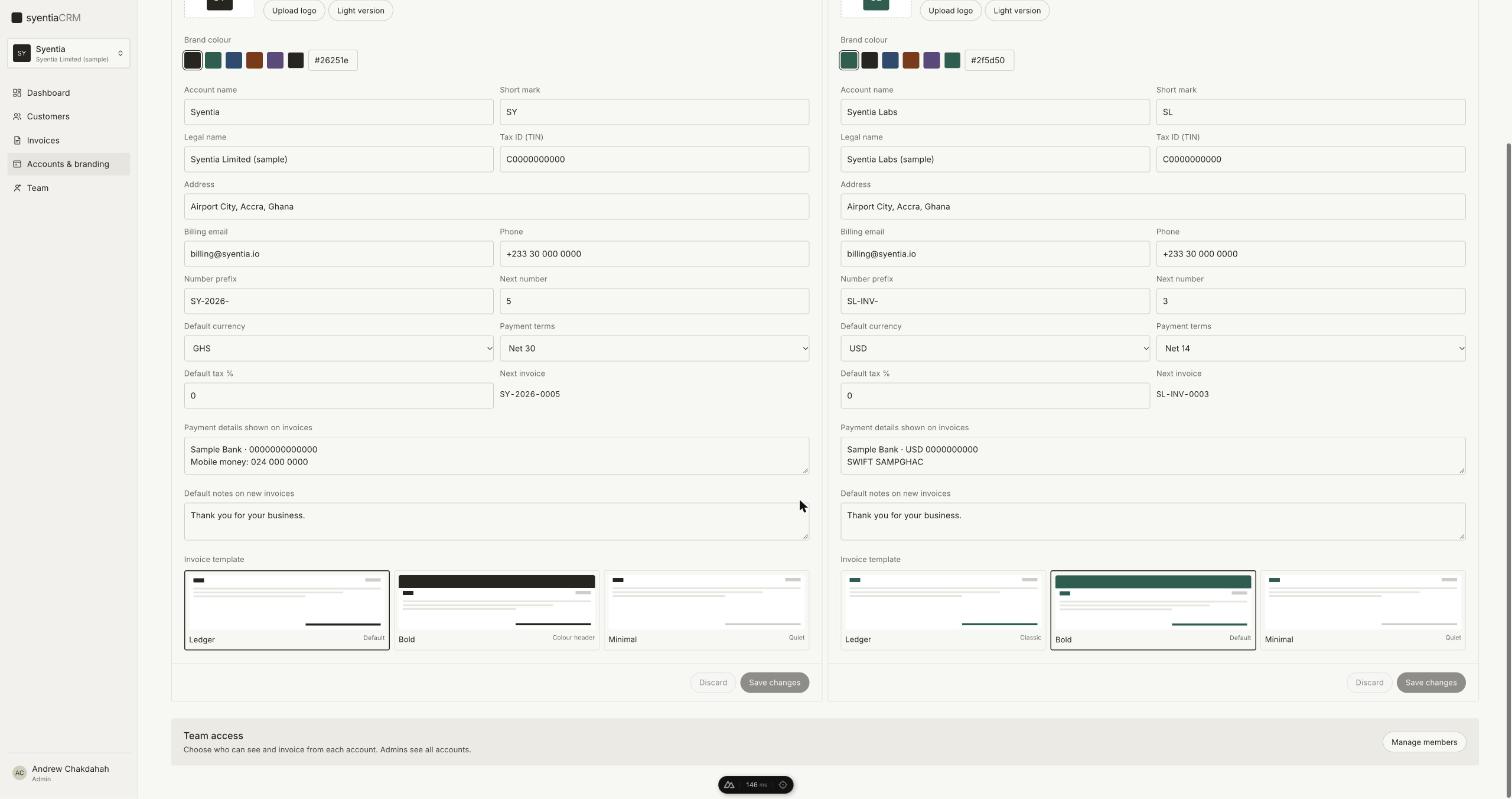 syentiaCRM
SY
Syentia
Syentia Limited (sample)
Dashboard
Customers
Invoices
Accounts & branding
Team
AC
Andrew Chakdahah
Admin
Upload logo
Light version
Brand colour
#26251e
Account name
Short mark
Syentia
SY
Legal name
Tax ID (TIN)
Syentia Limited (sample)
C0000000000
Address
Airport City, Accra, Ghana
Billing email
Phone
billing@syentia.io
+233 30 000 0000
Number prefix
Next number
SY-2026-
5
Default currency
Payment terms
GHS
Net 30
Default tax %
Next invoice
0
SY-2026-0005
Payment details shown on invoices
Sample Bank · 0000000000000
Mobile money: 024 000 0000
Default notes on new invoices
Thank you for your business.
Invoice template
Ledger
Default
Bold
Colour header
Minimal
Quiet
Discard
Save changes
Upload logo
Light version
Brand colour
#2f5d50
Account name
Short mark
Syentia Labs
SL
Legal name
Tax ID (TIN)
Syentia Labs (sample)
C0000000000
Address
Airport City, Accra, Ghana
Billing email
Phone
billing@syentia.io
+233 30 000 0000
Number prefix
Next number
SL-INV-
3
Default currency
Payment terms
USD
Net 14
Default tax %
Next invoice
0
SL-INV-0003
Payment details shown on invoices
Sample Bank · USD 0000000000
SWIFT SAMPGHAC
Default notes on new invoices
Thank you for your business.
Invoice template
Ledger
Classic
Bold
Default
Minimal
Quiet
Discard
Save changes
Team access
Choose who can see and invoice from each account. Admins see all accounts.
Manage members
146 ms